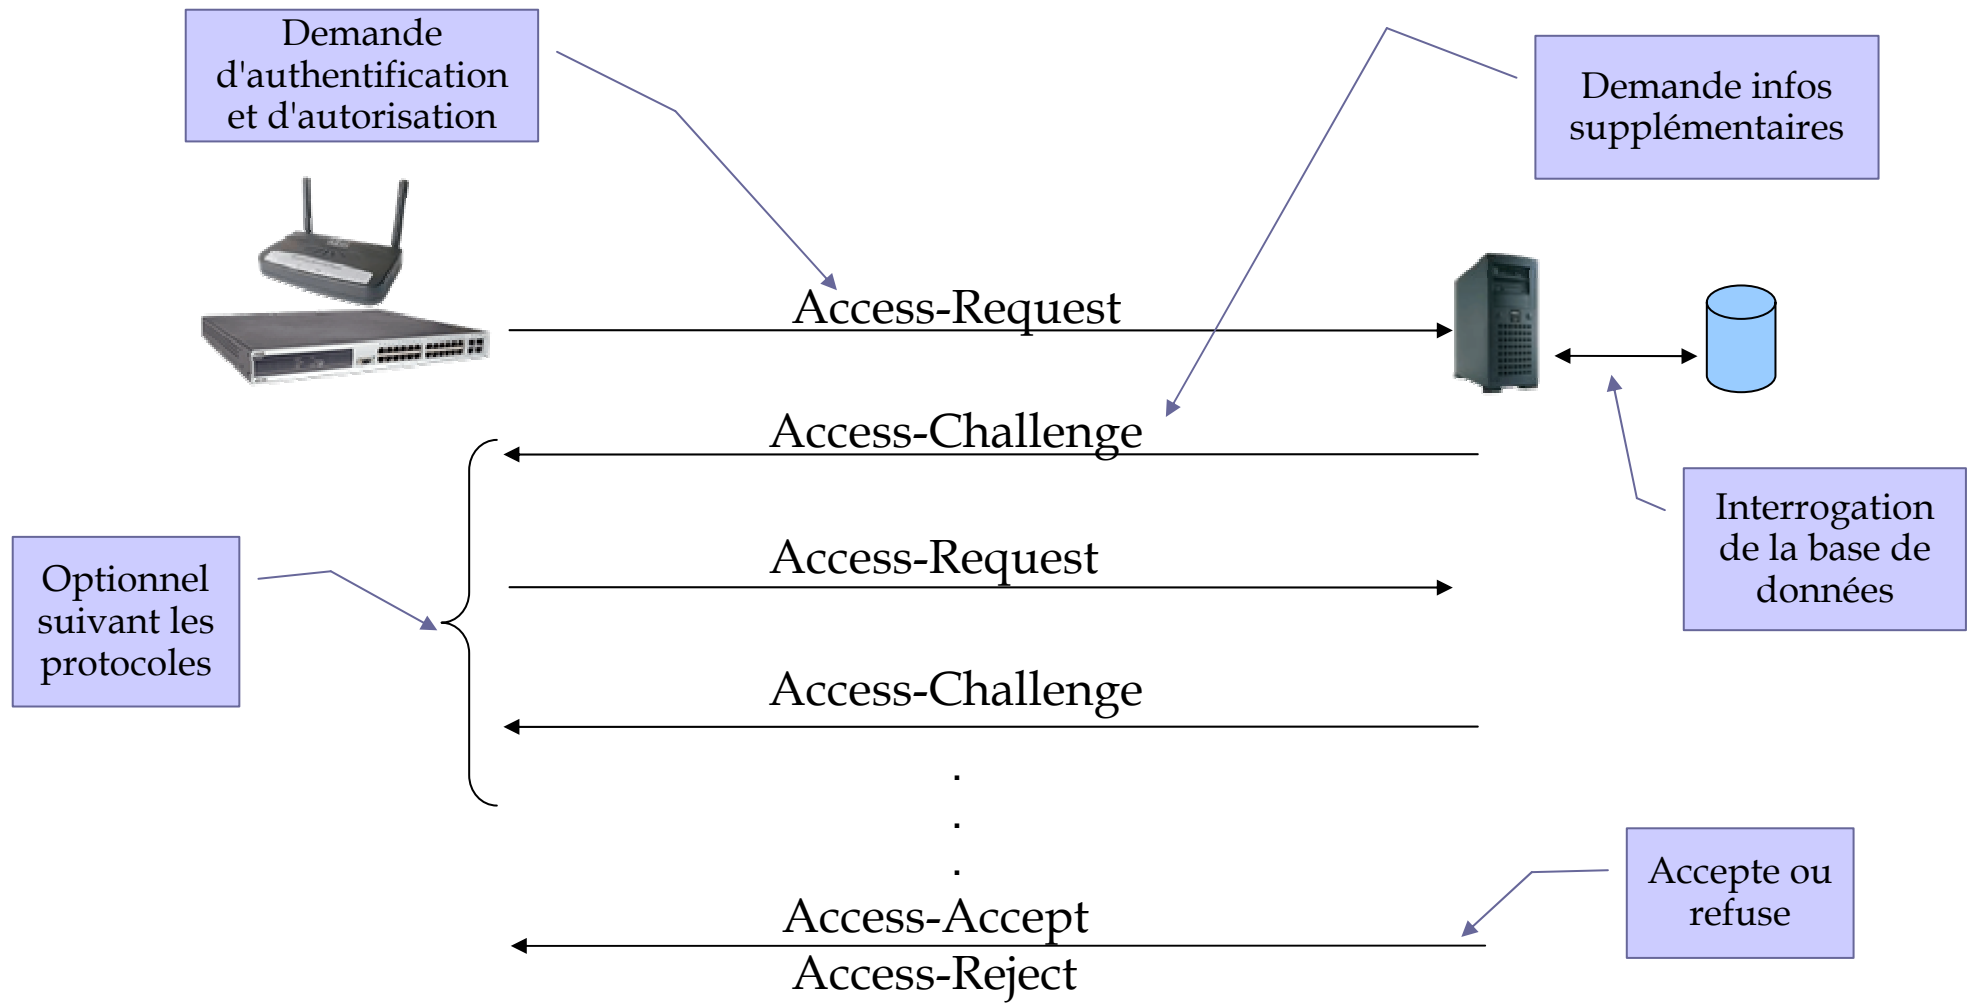 Demande
d'authentification
et d'autorisation
Demande infos
supplémentaires
Access-Request
Access-Challenge
Interrogation
de la base de
données
Optionnel
suivant les
protocoles
Access-Request
Access-Challenge
.
.
.
Accepte ou
refuse
Access-Accept
Access-Reject